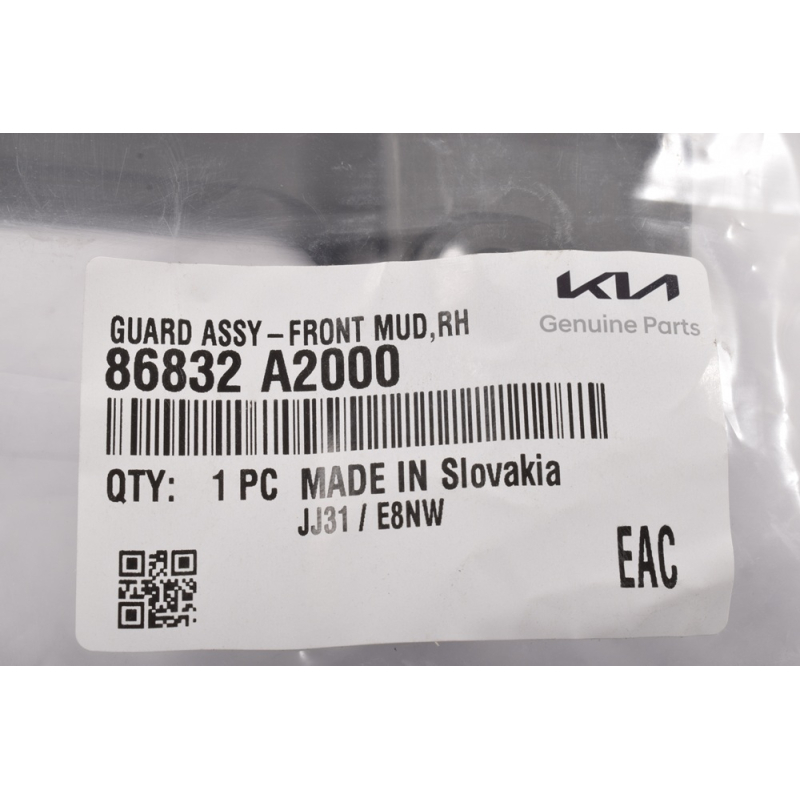 KIA
Genuine Parts
GUARD ASSY-FRONT MUD,RH
86832 A2000
QTY: 1 PC MADE IN Slovakia
JJ31 / E8NW
EAC